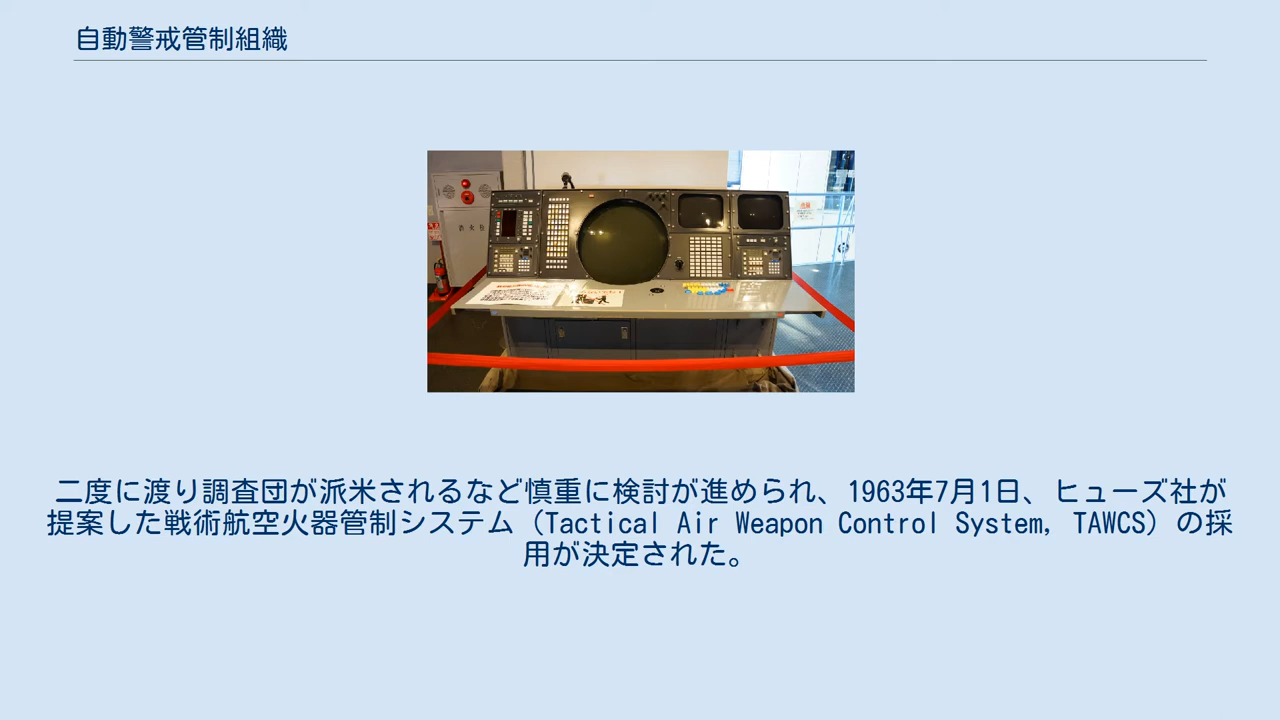 自動警戒管制組織
消火栓
二度に渡り調査団が派米されるなど慎重に検討が進められ、1963年7月1日、ヒューズ社が
提案した戦術航空火器管制システム（Tactical Air Weapon Control System, TAWCS）の採
用が決定された。